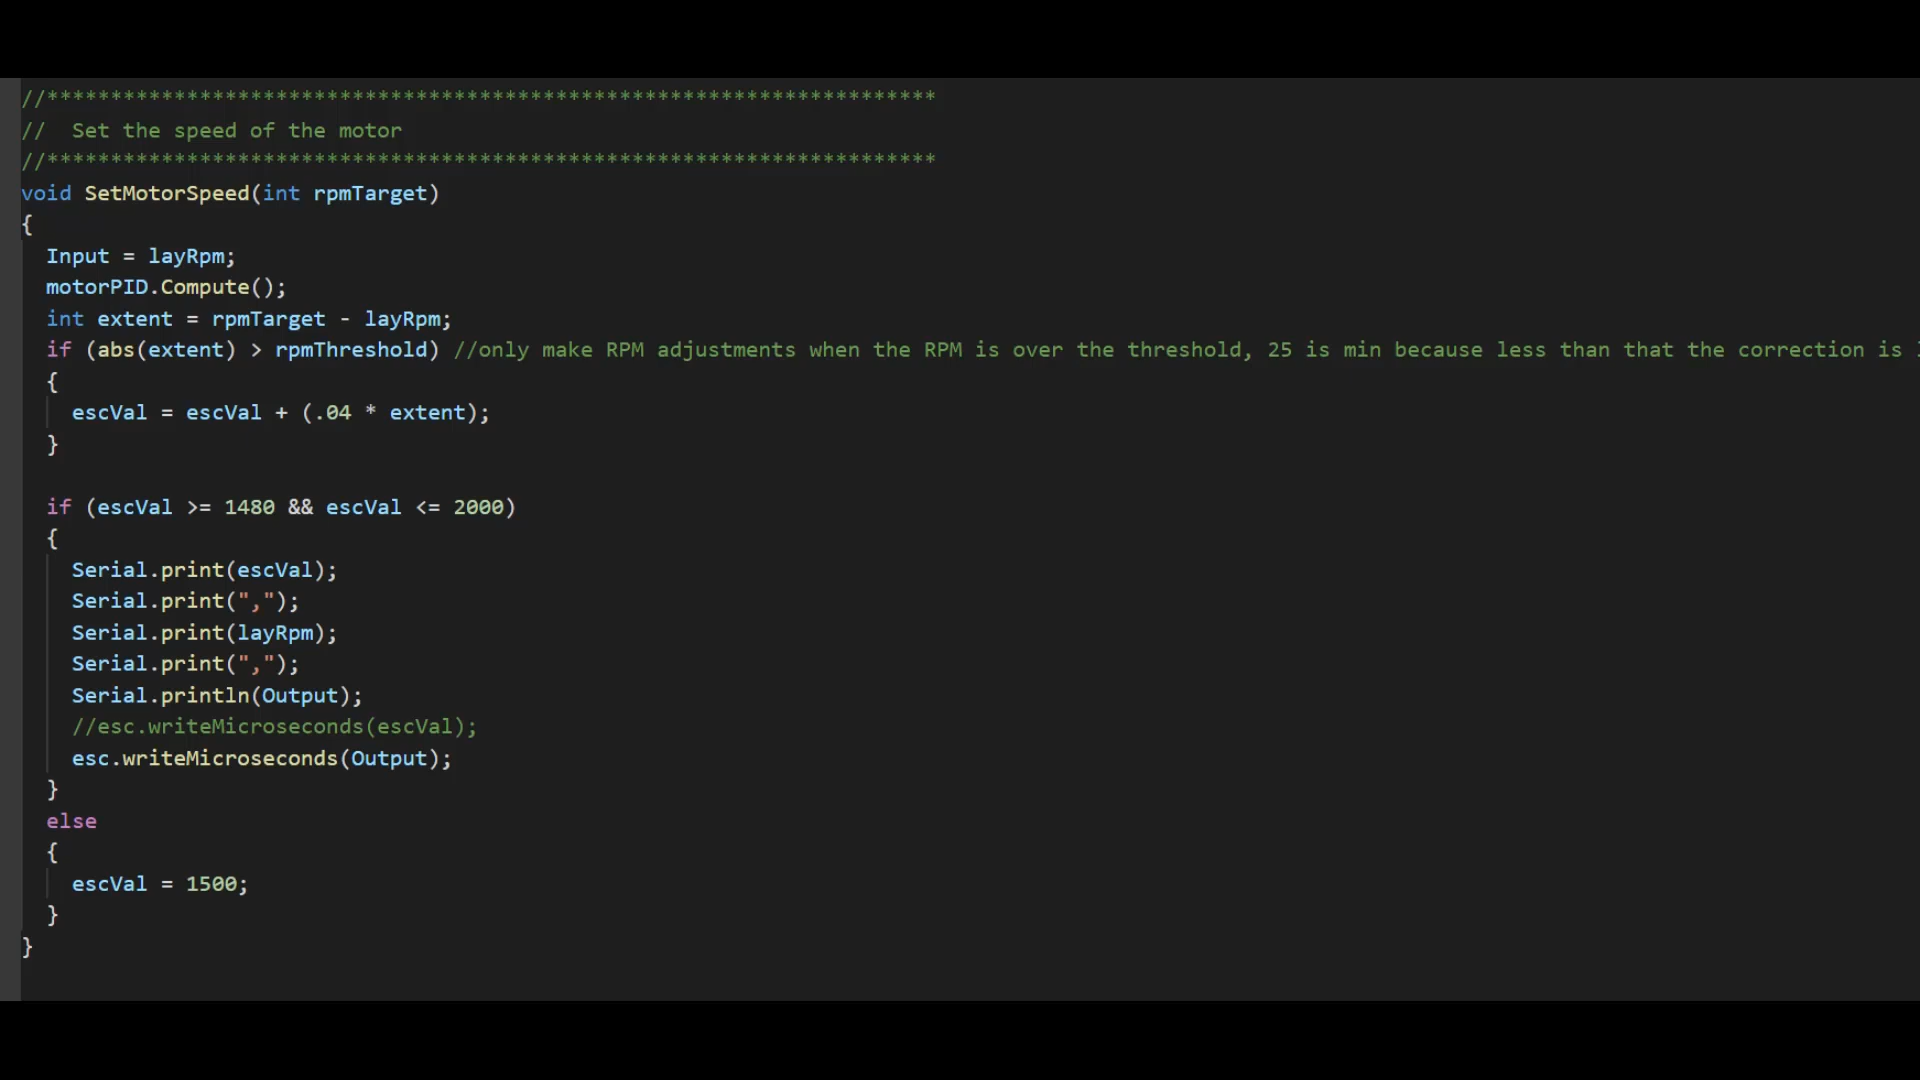 //**********************************************************************
//  Set the speed of the motor
//**********************************************************************
void SetMotorSpeed(int rpmTarget)
{
  Input = layRpm;
  motorPID.Compute();
  int extent = rpmTarget - layRpm;
  if (abs(extent) > rpmThreshold) //only make RPM adjustments when the RPM is over the threshold, 25 is min because less than that the correction is
  {
    escVal = escVal + (.04 * extent);
  }

  if (escVal >= 1480 && escVal <= 2000)
  {
    Serial.print(escVal);
    Serial.print(",");
    Serial.print(layRpm);
    Serial.print(",");
    Serial.println(Output);
    //esc.writeMicroseconds(escVal);
    esc.writeMicroseconds(Output);
  }
  else
  {
    escVal = 1500;
  }
}